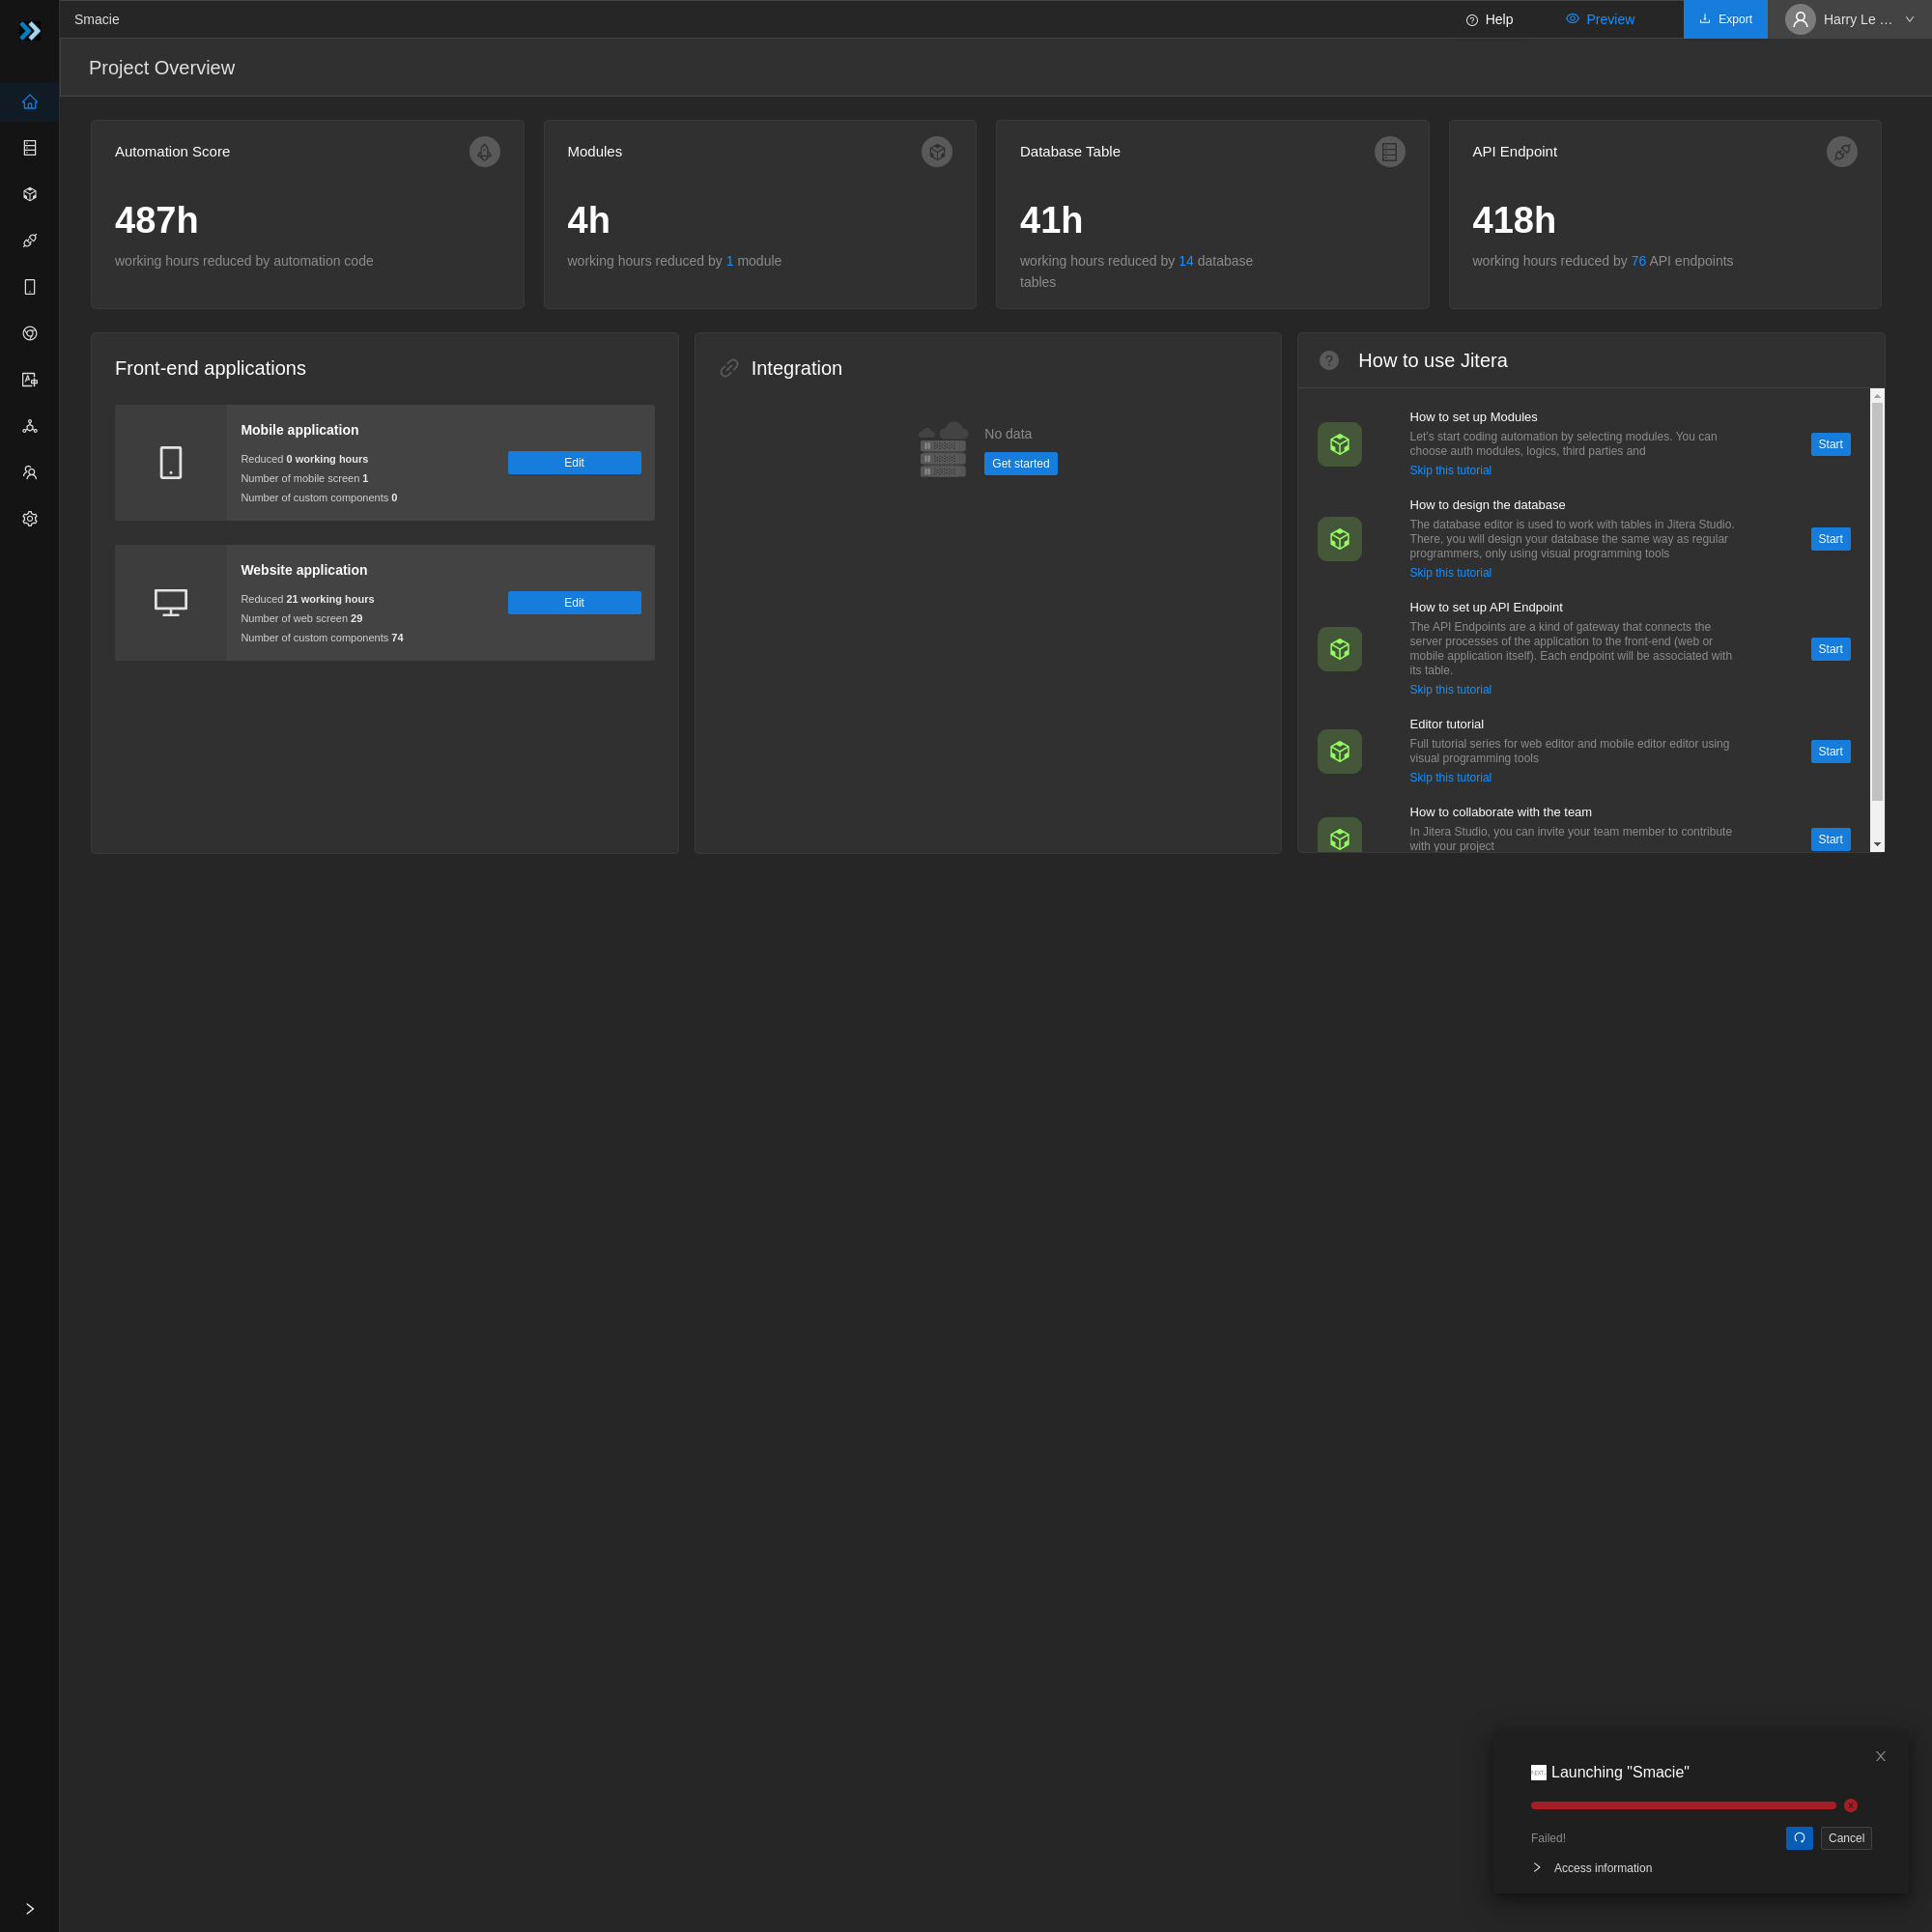 Smacie
Help
Preview
Export
Harry Le ...
Project Overview
Automation Score
487h
working hours reduced by automation code
Modules
4h
working hours reduced by 1 module
Database Table
41h
working hours reduced by 14 database
tables
API Endpoint
418h
working hours reduced by 76 API endpoints
Front-end applications
Mobile application
Reduced 0 working hours
Number of mobile screen 1
Number of custom components 0
Edit
Website application
Reduced 21 working hours
Number of web screen 29
Number of custom components 74
Edit
Integration
No data
Get started
How to use Jitera
How to set up Modules
Let's start coding automation by selecting modules. You can
choose auth modules, logic, third parties and
Skip this tutorial
Start
How to design the database
The database editor is used to work with tables in Jitera Studio.
There, you will design your database the same way as regular
programmers, only using visual programming tools
Skip this tutorial
Start
How to set up API Endpoint
The API Endpoints are a kind of gateway that connects the
server processes of the application to the front-end (web or
mobile application itself). Each endpoint will be associated with
its table.
Skip this tutorial
Start
Editor tutorial
Full tutorial series for web editor and mobile editor editor using
visual programming tools
Skip this tutorial
Start
How to collaborate with the team
In Jitera Studio, you can invite your team member to contribute
with your project
Start
Launching "Smacie"
Failed!
Cancel
Access information